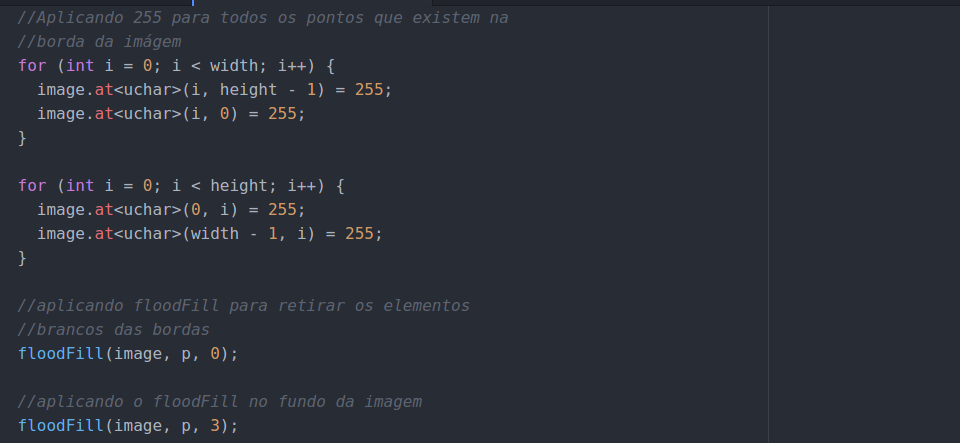 //Aplicando 255 para todos os pontos que existem na
//borda da imágem
for (int i = 0; i < width; i++) {
  image.at<uchar>(i, height - 1) = 255;
  image.at<uchar>(i, 0) = 255;
}
for (int i = 0; i < height; i++) {
  image.at<uchar>(0, i) = 255;
  image.at<uchar>(width - 1, i) = 255;
}
//aplicando floodFill para retirar os elementos
//brancos das bordas
floodFill(image, p, 0);
//aplicando o floodFill no fundo da imagem
floodFill(image, p, 3);